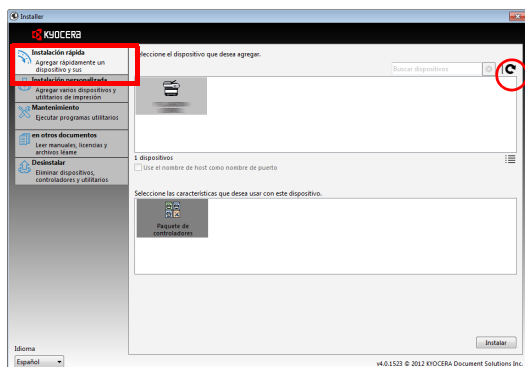 Installer
KYOCERA
Instalación rápida
Agregar rápidamente un
dispositivo y sus
Instalación personalizada
Agregar varios dispositivos y
utilitarios de impresión
Mantenimiento
Ejecutar programas utilitarios
en otros documentos
Leer manuales, licencias y
archivos léame
Desinstalar
Eliminar dispositivos,
controladores y utilitarios
Idioma
Español
Seleccione el dispositivo que desea agregar.
Buscar dispositivos
1 dispositivos
Use el nombre de host como nombre de puerto
Seleccione las características que desea usar con este dispositivo.
Paquete de
controladores
Instalar
v4.0.1523 © 2012 KYOCERA Document Solutions Inc.